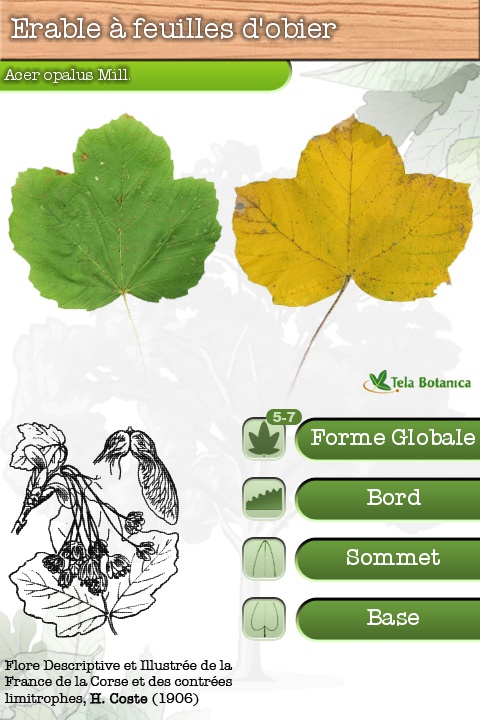 Erable à feuilles d'obier
Acer opalus Mill.
Tela Botanica
5-7
Forme Globale
Bord
Sommet
Base
Flore Descriptive et Illustrée de la
France de la Corse et des contrées
limitrophes, H. Coste (1906)